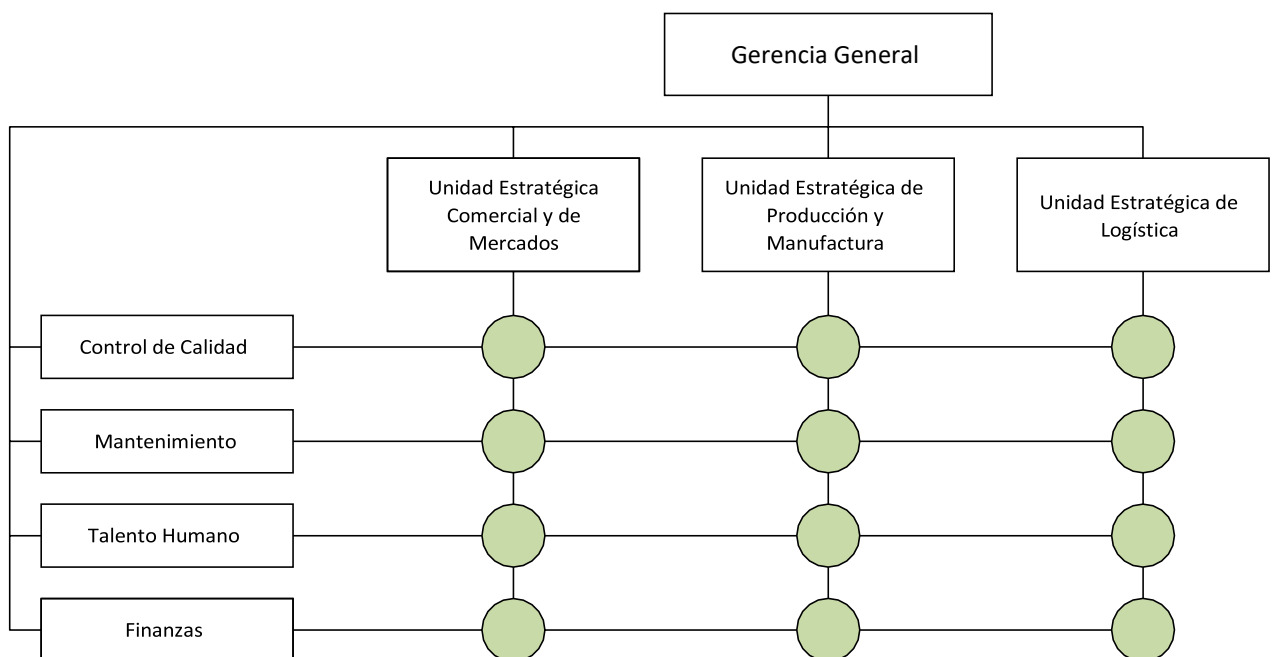 Gerencia General
Unidad Estratégica
Comercial y de
Mercados
Unidad Estratégica de
Producción y
Manufactura
Unidad Estratégica de
Logística
Control de Calidad
Mantenimiento
Talento Humano
Finanzas